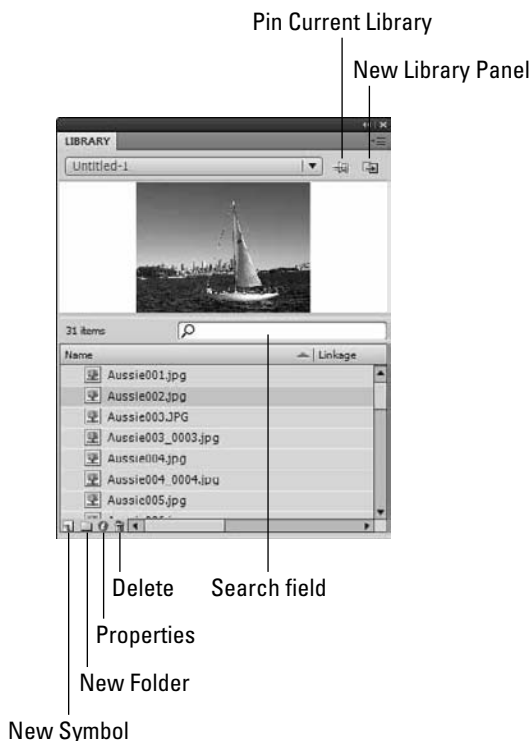 Pin Current Library
New Library Panel
LIBRARY
Untitled-1
31 items
Name
Linkage
Aussie001.jpg
Aussie002.jpg
Aussie003.JPG
Aussie003_0003.jpg
Aussie004.jpg
Aussie004_0004.jpg
Aussie005.jpg
Delete
Search field
Properties
New Folder
New Symbol